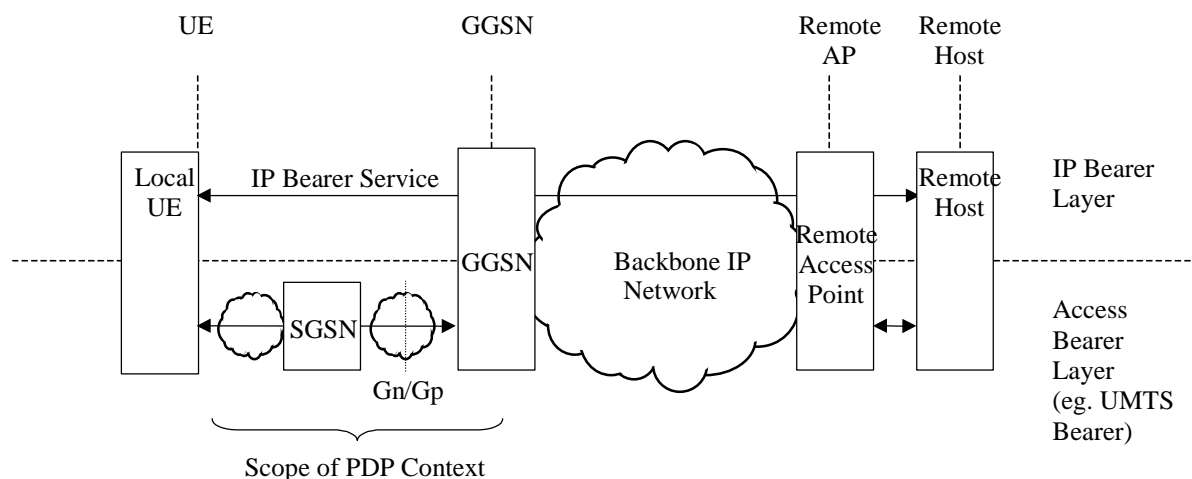 UE
GGSN
Remote
AP
Remote
Host
Local
UE
IP Bearer Service
Remote
Host
IP Bearer
Layer
GGSN
Backbone IP
Network
Remote
Access
Point
SGSN
Gn/Gp
Access
Bearer
Layer
(eg. UMTS
Bearer)
Scope of PDP Context